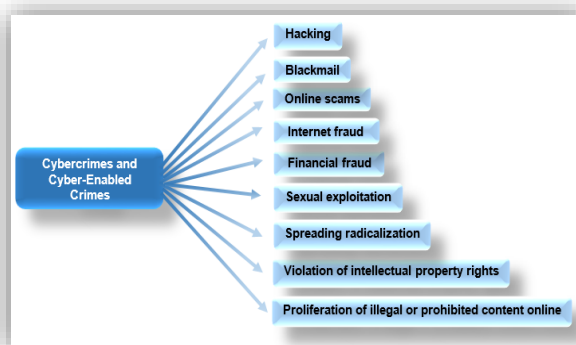 Hacking
Blackmail
Online scams
Internet fraud
Cybercrimes and
Cyber-Enabled
Crimes
Financial fraud
Sexual exploitation
Spreading radicalization
Violation of intellectual property rights
Proliferation of illegal or prohibited content online